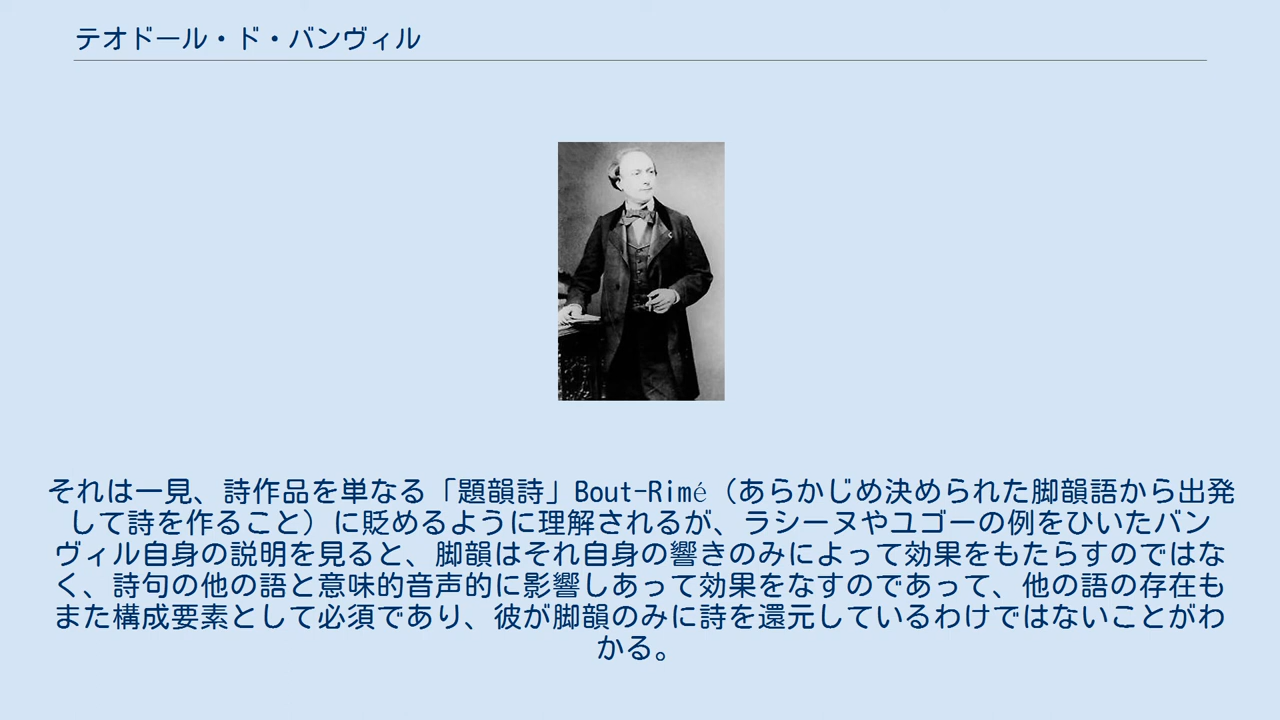 テオドール・ド・バンヴィル
それは一見、詩作品を単なる「題韻詩」Bout-Rimé（あらかじめ決められた脚韻語から出発
して詩を作ること）に貶めるように理解されるが、ラシーヌやユゴーの例をひいたバン
ヴィル自身の説明を見ると、脚韻はそれ自身の響きのみによって効果をもたらすのではな
く、詩句の他の語と意味的音声的に影響しあって効果をなすのであって、他の語の存在も
また構成要素として必須であり、彼が脚韻のみに詩を還元しているわけではないことがわ
かる。